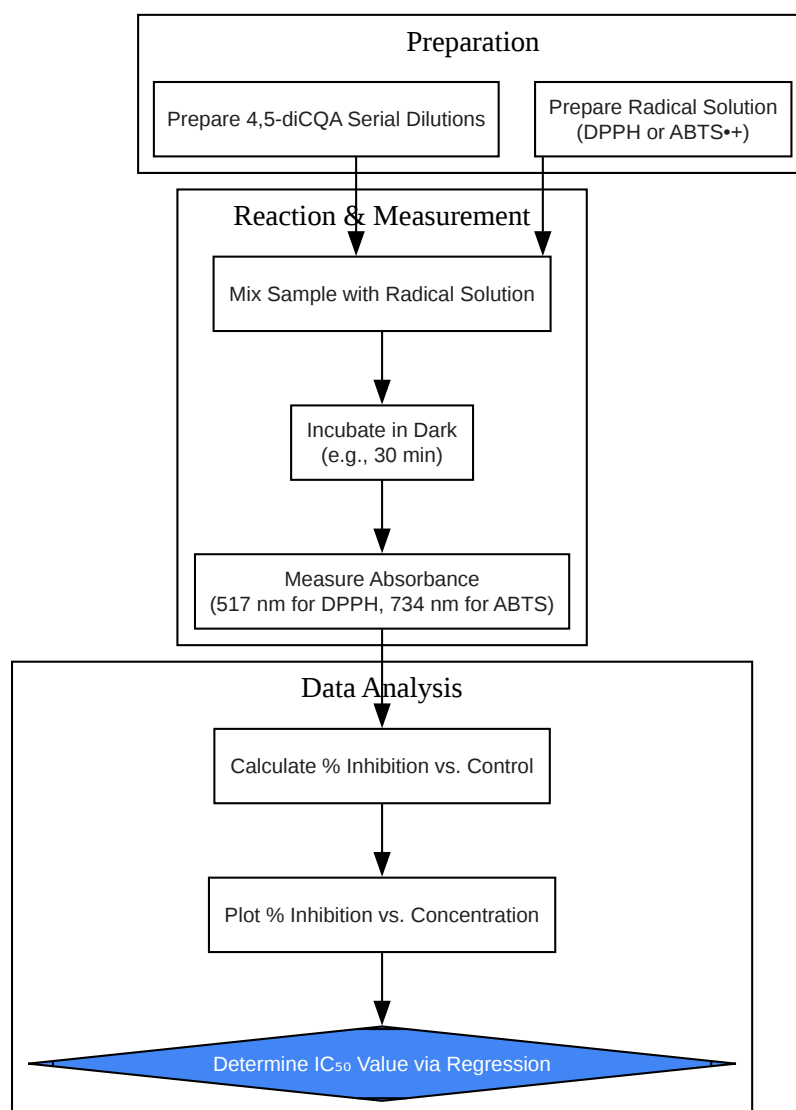 Preparation
Prepare 4,5-diCQA Serial Dilutions
Prepare Radical Solution
(DPPH or ABTS•+)
Reaction & Measurement
Mix Sample with Radical Solution
Incubate in Dark
(e.g., 30 min)
Measure Absorbance
(517 nm for DPPH, 734 nm for ABTS)
Data Analysis
Calculate % Inhibition vs. Control
Plot % Inhibition vs. Concentration
Determine IC₅₀ Value via Regression